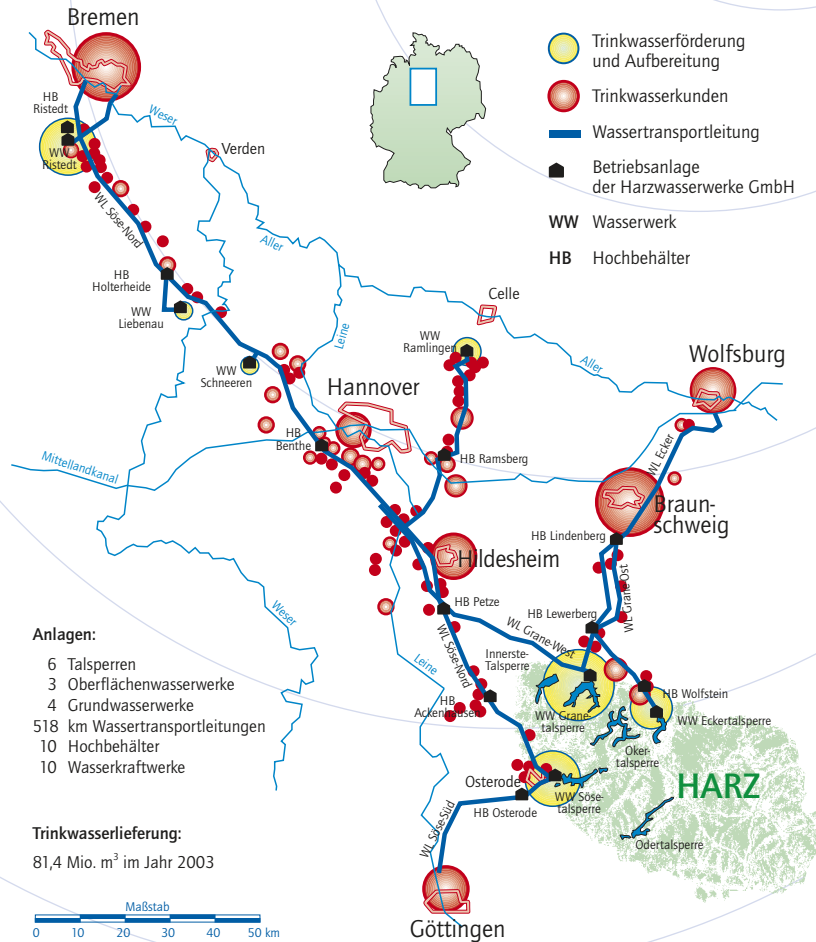 Bremen
HB
Ristedt
WW
Ristedt
Weser
Verden
WL Söse-Nord
Aller
HB
Holterheide
WW
Liebenau
Leine
Celle
WW
Schneeren
WW
Ramlingen
Aller
Wolfsburg
Hannover
HB
Benthe
Mittellandkanal
HB Ramsberg
WL Ecker
Braun-
schweig
HB Lindenberg
Hildesheim
WL Grane-Ost
HB Petze
HB Lewerberg
WL Grane-West
Weser
WL Söse-Nord
Leine
Innerste-
Talsperre
HB
Ackenhausen
WW Grane-
talsperre
HB Wolfstein
WW Eckertalsperre
Oker-
talsperre
Osterode
WW Söse-
talsperre
HB Osterode
HARZ
Odertalsperre
WL Söse-Süd
Göttingen
Trinkwasserförderung
und Aufbereitung
Trinkwasserkunden
Wassertransportleitung
Betriebsanlage
der Harzwasserwerke GmbH
WW Wasserwerk
HB Hochbehälter
Anlagen:
6 Talsperren
3 Oberflächenwasserwerke
4 Grundwasserwerke
518 km Wassertransportleitungen
10 Hochbehälter
10 Wasserkraftwerke
Trinkwasserlieferung:
81,4 Mio. m³ im Jahr 2003
Maßstab
0 10 20 30 40 50 km